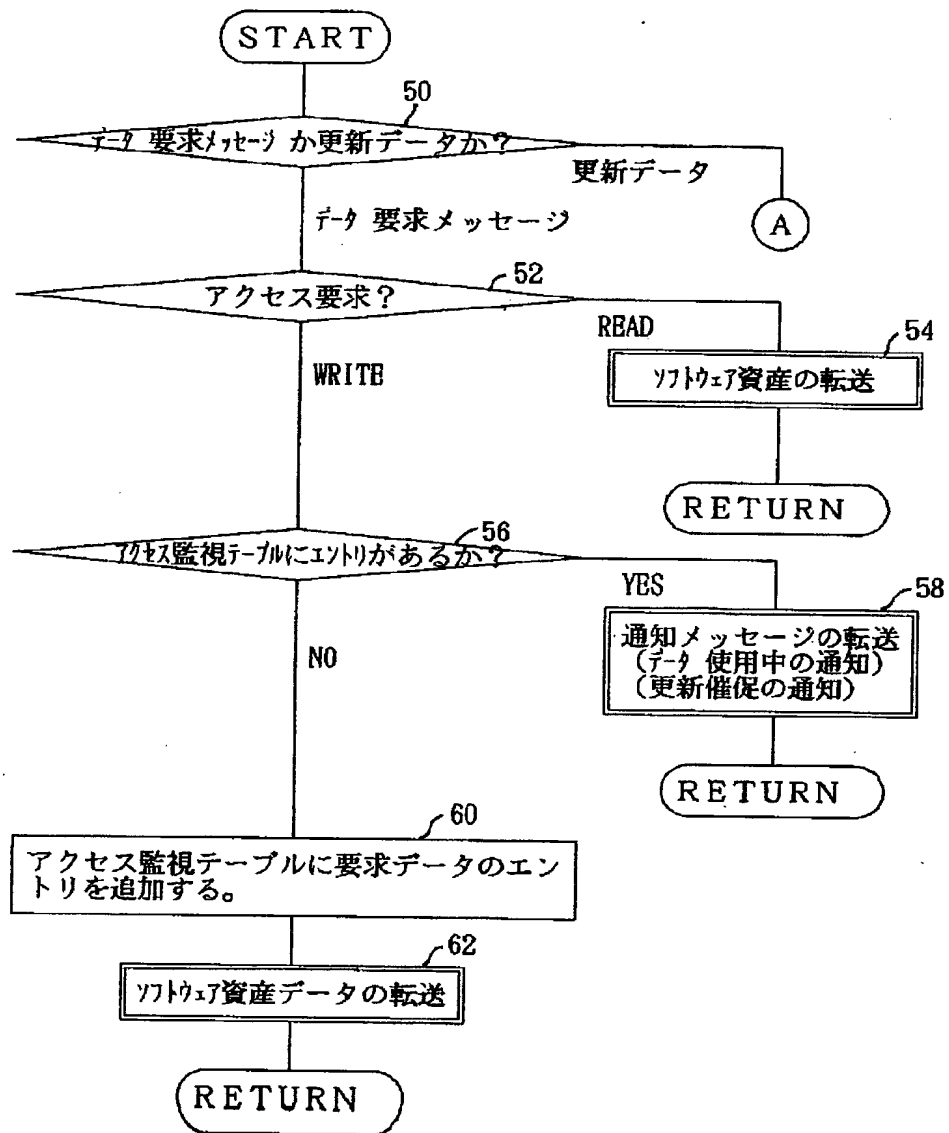 START
50
データ 要求メッセージ か更新データか？
更新データ
A
データ 要求メッセージ
52
アクセス要求？
READ
54
WRITE
ソフトウェア資産の転送
RETURN
56
アクセス監視テーブルにエントリがあるか？
YES
58
NO
通知メッセージの転送
(データ 使用中の通知)
(更新催促の通知)
RETURN
60
アクセス監視テーブルに要求データのエン
トリを追加する。
62
ソフトウェア資産データの転送
RETURN